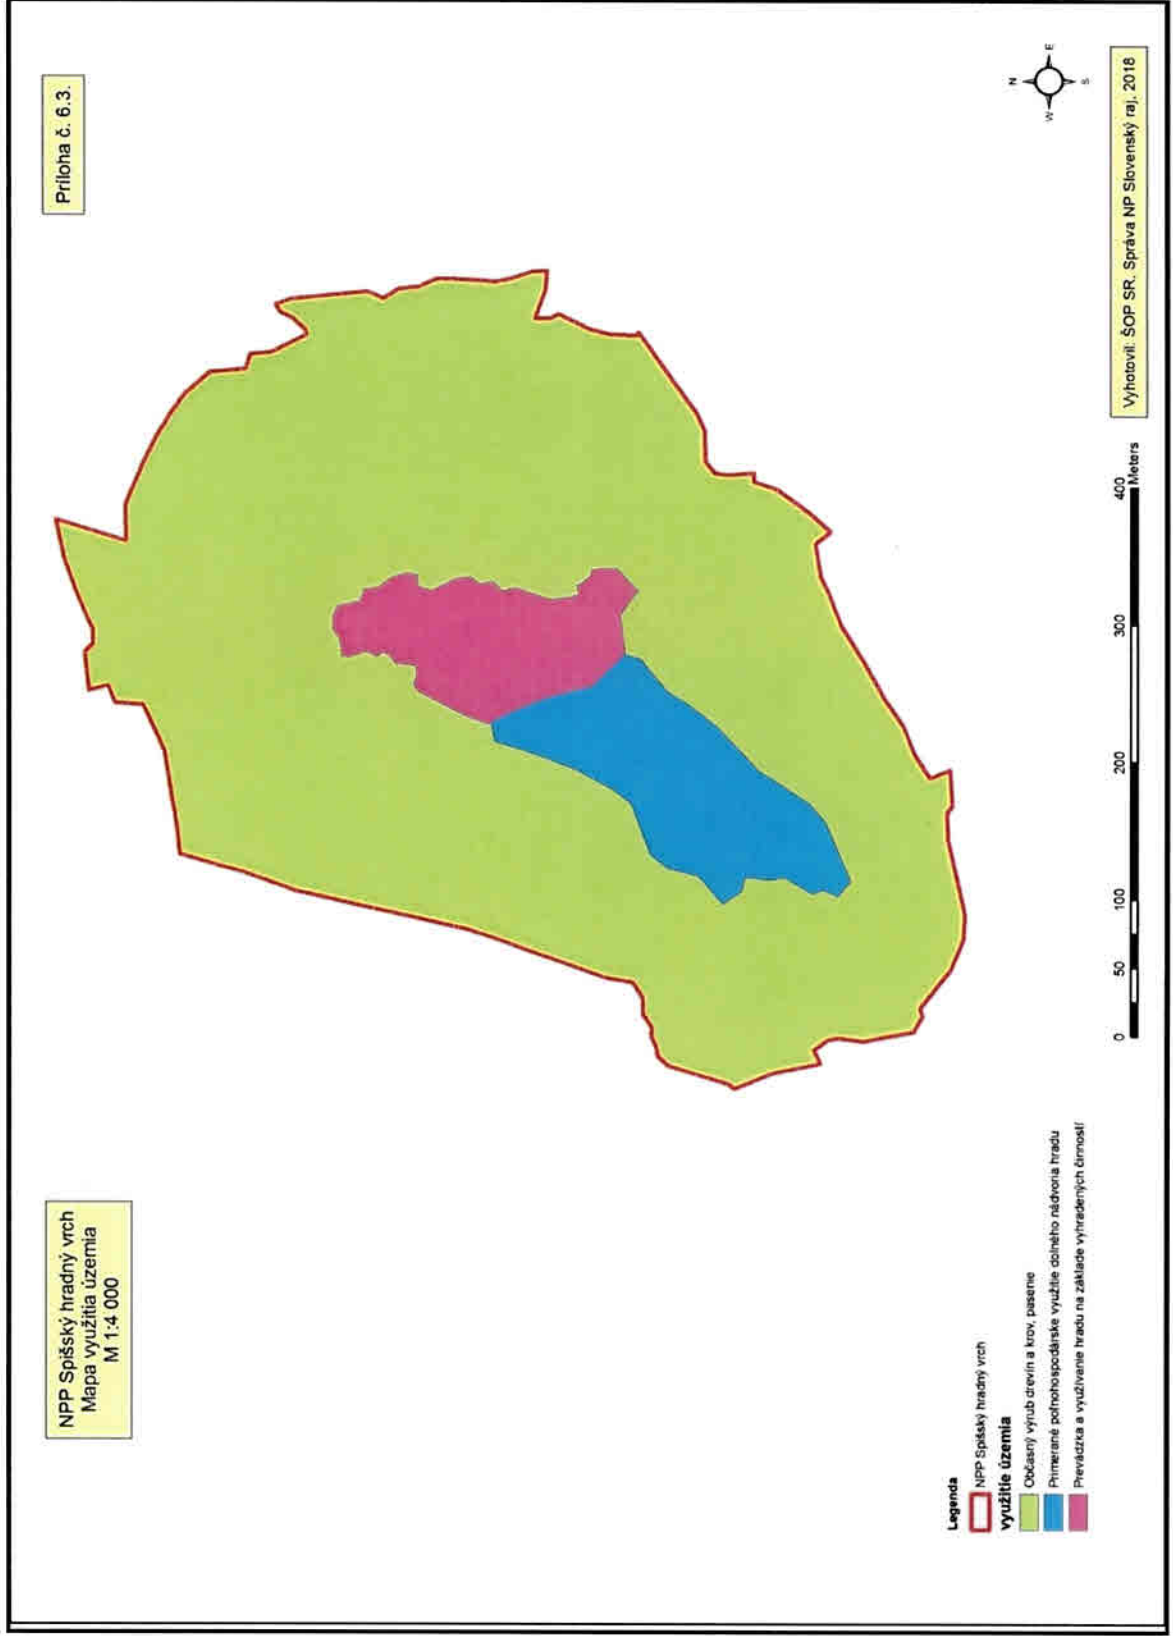 NPP Spišský hradný vrch
Mapa využitia územia
M 1:4 000
Príloha č. 6.3.
Legenda
NPP Spišský hradný vrch
využitie územia
Občasný výrub drevín a krov, pasenie
Primerané poľnohospodárske využitie dolného nádvoria hradu
Prevádzka a využívanie hradu na základe vyhradených činností
0 50 100 200 300 400
Meters
N
W E
S
Vyhotovil: ŠOP SR, Správa NP Slovenský raj, 2018